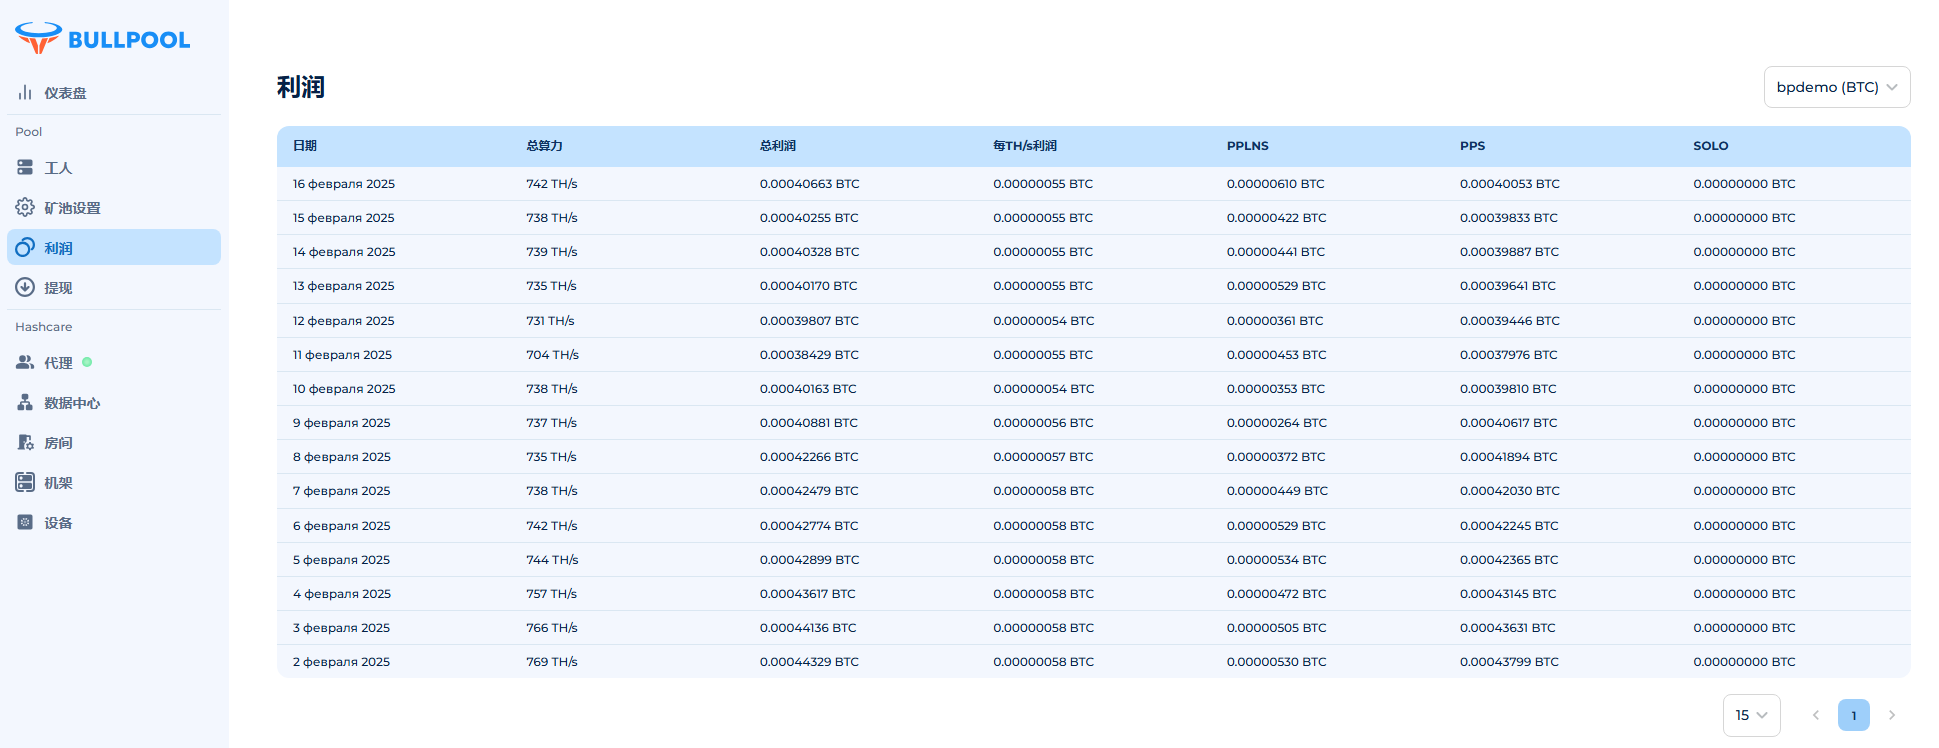 BULLPOOL
仪表盘
Pool
工人
矿池设置
利润
提现
Hashcare
代理
数据中心
房间
机架
设备
利润
bpdemo (BTC)
日期 总算力 总利润 每TH/s利润 PPLNS PPS SOLO
16 февраля 2025 742 TH/s 0.00040663 BTC 0.00000055 BTC 0.00000610 BTC 0.00040053 BTC 0.00000000 BTC
15 февраля 2025 738 TH/s 0.00040255 BTC 0.00000055 BTC 0.00000422 BTC 0.00039833 BTC 0.00000000 BTC
14 февраля 2025 739 TH/s 0.00040328 BTC 0.00000055 BTC 0.00000441 BTC 0.00039887 BTC 0.00000000 BTC
13 февраля 2025 735 TH/s 0.00040170 BTC 0.00000055 BTC 0.00000529 BTC 0.00039641 BTC 0.00000000 BTC
12 февраля 2025 731 TH/s 0.00039807 BTC 0.00000054 BTC 0.00000361 BTC 0.00039446 BTC 0.00000000 BTC
11 февраля 2025 704 TH/s 0.00038429 BTC 0.00000055 BTC 0.00000453 BTC 0.00037976 BTC 0.00000000 BTC
10 февраля 2025 738 TH/s 0.00040163 BTC 0.00000054 BTC 0.00000353 BTC 0.00039810 BTC 0.00000000 BTC
9 февраля 2025 737 TH/s 0.00040881 BTC 0.00000056 BTC 0.00000264 BTC 0.00040617 BTC 0.00000000 BTC
8 февраля 2025 735 TH/s 0.00042266 BTC 0.00000057 BTC 0.00000372 BTC 0.00041894 BTC 0.00000000 BTC
7 февраля 2025 738 TH/s 0.00042479 BTC 0.00000058 BTC 0.00000449 BTC 0.00042030 BTC 0.00000000 BTC
6 февраля 2025 742 TH/s 0.00042774 BTC 0.00000058 BTC 0.00000529 BTC 0.00042245 BTC 0.00000000 BTC
5 февраля 2025 744 TH/s 0.00042899 BTC 0.00000058 BTC 0.00000534 BTC 0.00042365 BTC 0.00000000 BTC
4 февраля 2025 757 TH/s 0.00043617 BTC 0.00000058 BTC 0.00000472 BTC 0.00043145 BTC 0.00000000 BTC
3 февраля 2025 766 TH/s 0.00044136 BTC 0.00000058 BTC 0.00000505 BTC 0.00043631 BTC 0.00000000 BTC
2 февраля 2025 769 TH/s 0.00044329 BTC 0.00000058 BTC 0.00000530 BTC 0.00043799 BTC 0.00000000 BTC
15 1